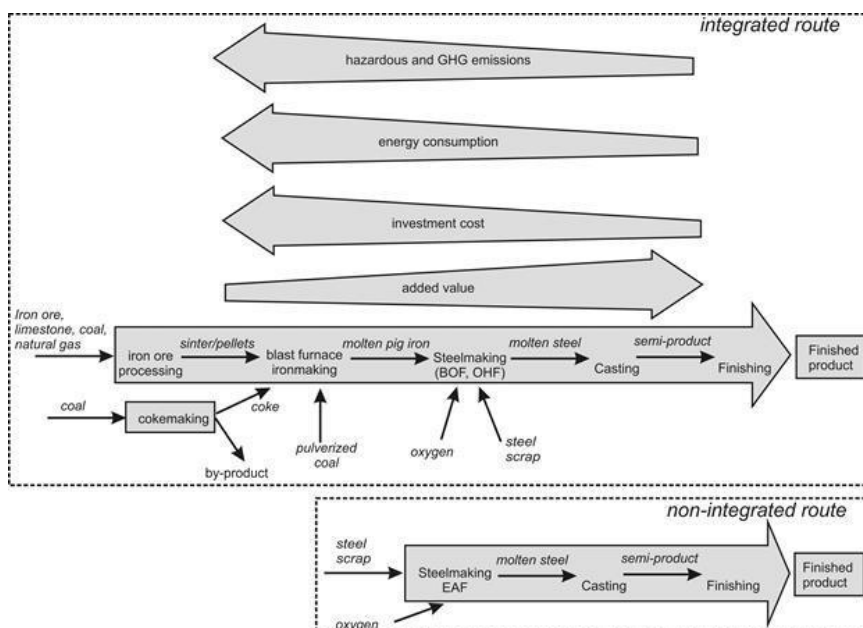 integrated route
hazardous and GHG emissions
energy consumption
investment cost
added value
Iron ore,
limestone, coal,
natural gas
iron ore
processing
sinter/pellets
blast furnace
ironmaking
molten pig iron
Steelmaking
(BOF, OHF)
molten steel
Casting
semi-product
Finishing
Finished
product
coal
cokemaking
coke
by-product
pulverized
coal
oxygen
steel
scrap
non-integrated route
steel
scrap
oxygen
Steelmaking
EAF
molten steel
Casting
semi-product
Finishing
Finished
product